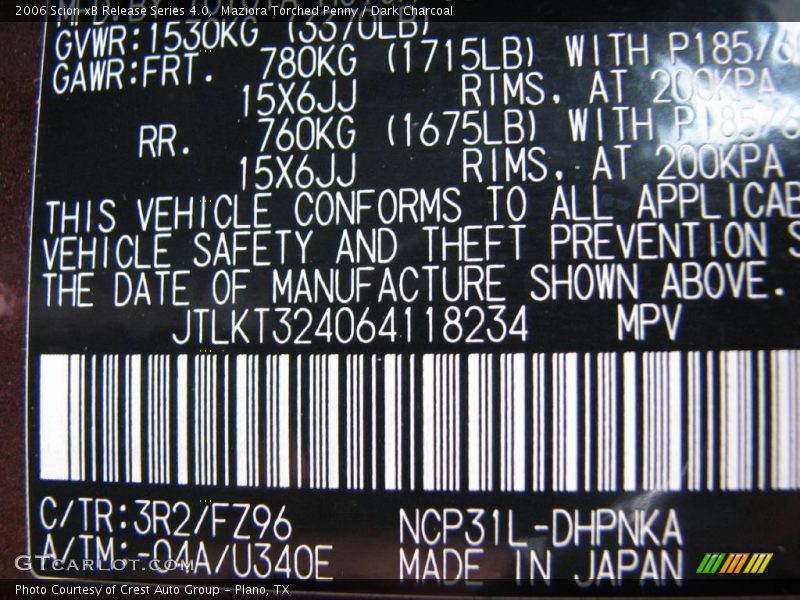 2006 Scion xB Release Series 4.0, Maziora Torched Penny / Dark Charcoal
GVWR:1530KG (3370LB)
GAWR:FRT. 780KG (1715LB) WITH P185/6
15X6JJ RIMS, AT 200KPA
RR. 760KG (1675LB) WITH P185/6
15X6JJ RIMS, AT 200KPA
THIS VEHICLE CONFORMS TO ALL APPLICAB
VEHICLE SAFETY AND THEFT PREVENTION S
THE DATE OF MANUFACTURE SHOWN ABOVE.
JTLKT324064118234 MPV
C/TR:3R2/FZ96 NCP31L-DHPNKA
A/TM:-04A/U340E MADE IN JAPAN
GTCARLOT.COM
Photo Courtesy of Crest Auto Group - Plano, TX